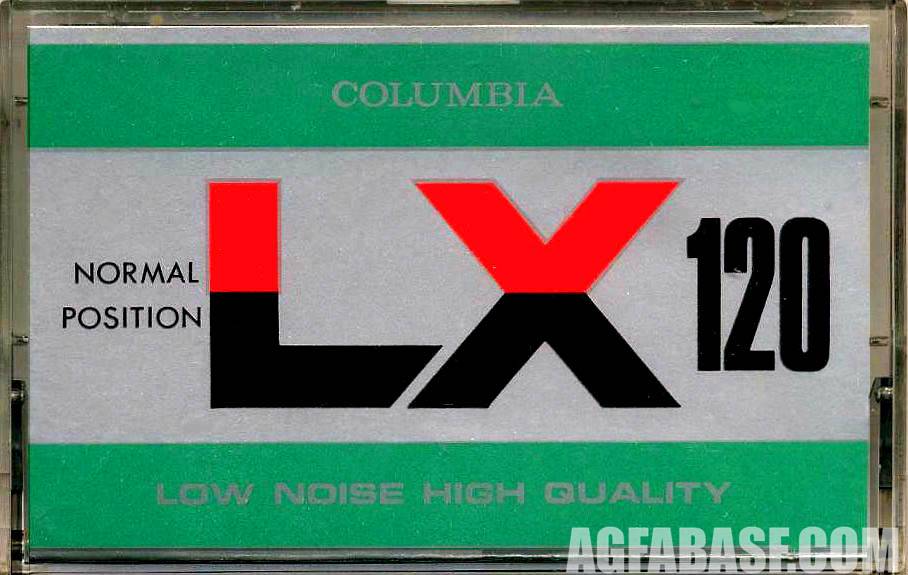 COLUMBIA
NORMAL
POSITION
LX
120
LOW NOISE HIGH QUALITY
AGFABASE.COM